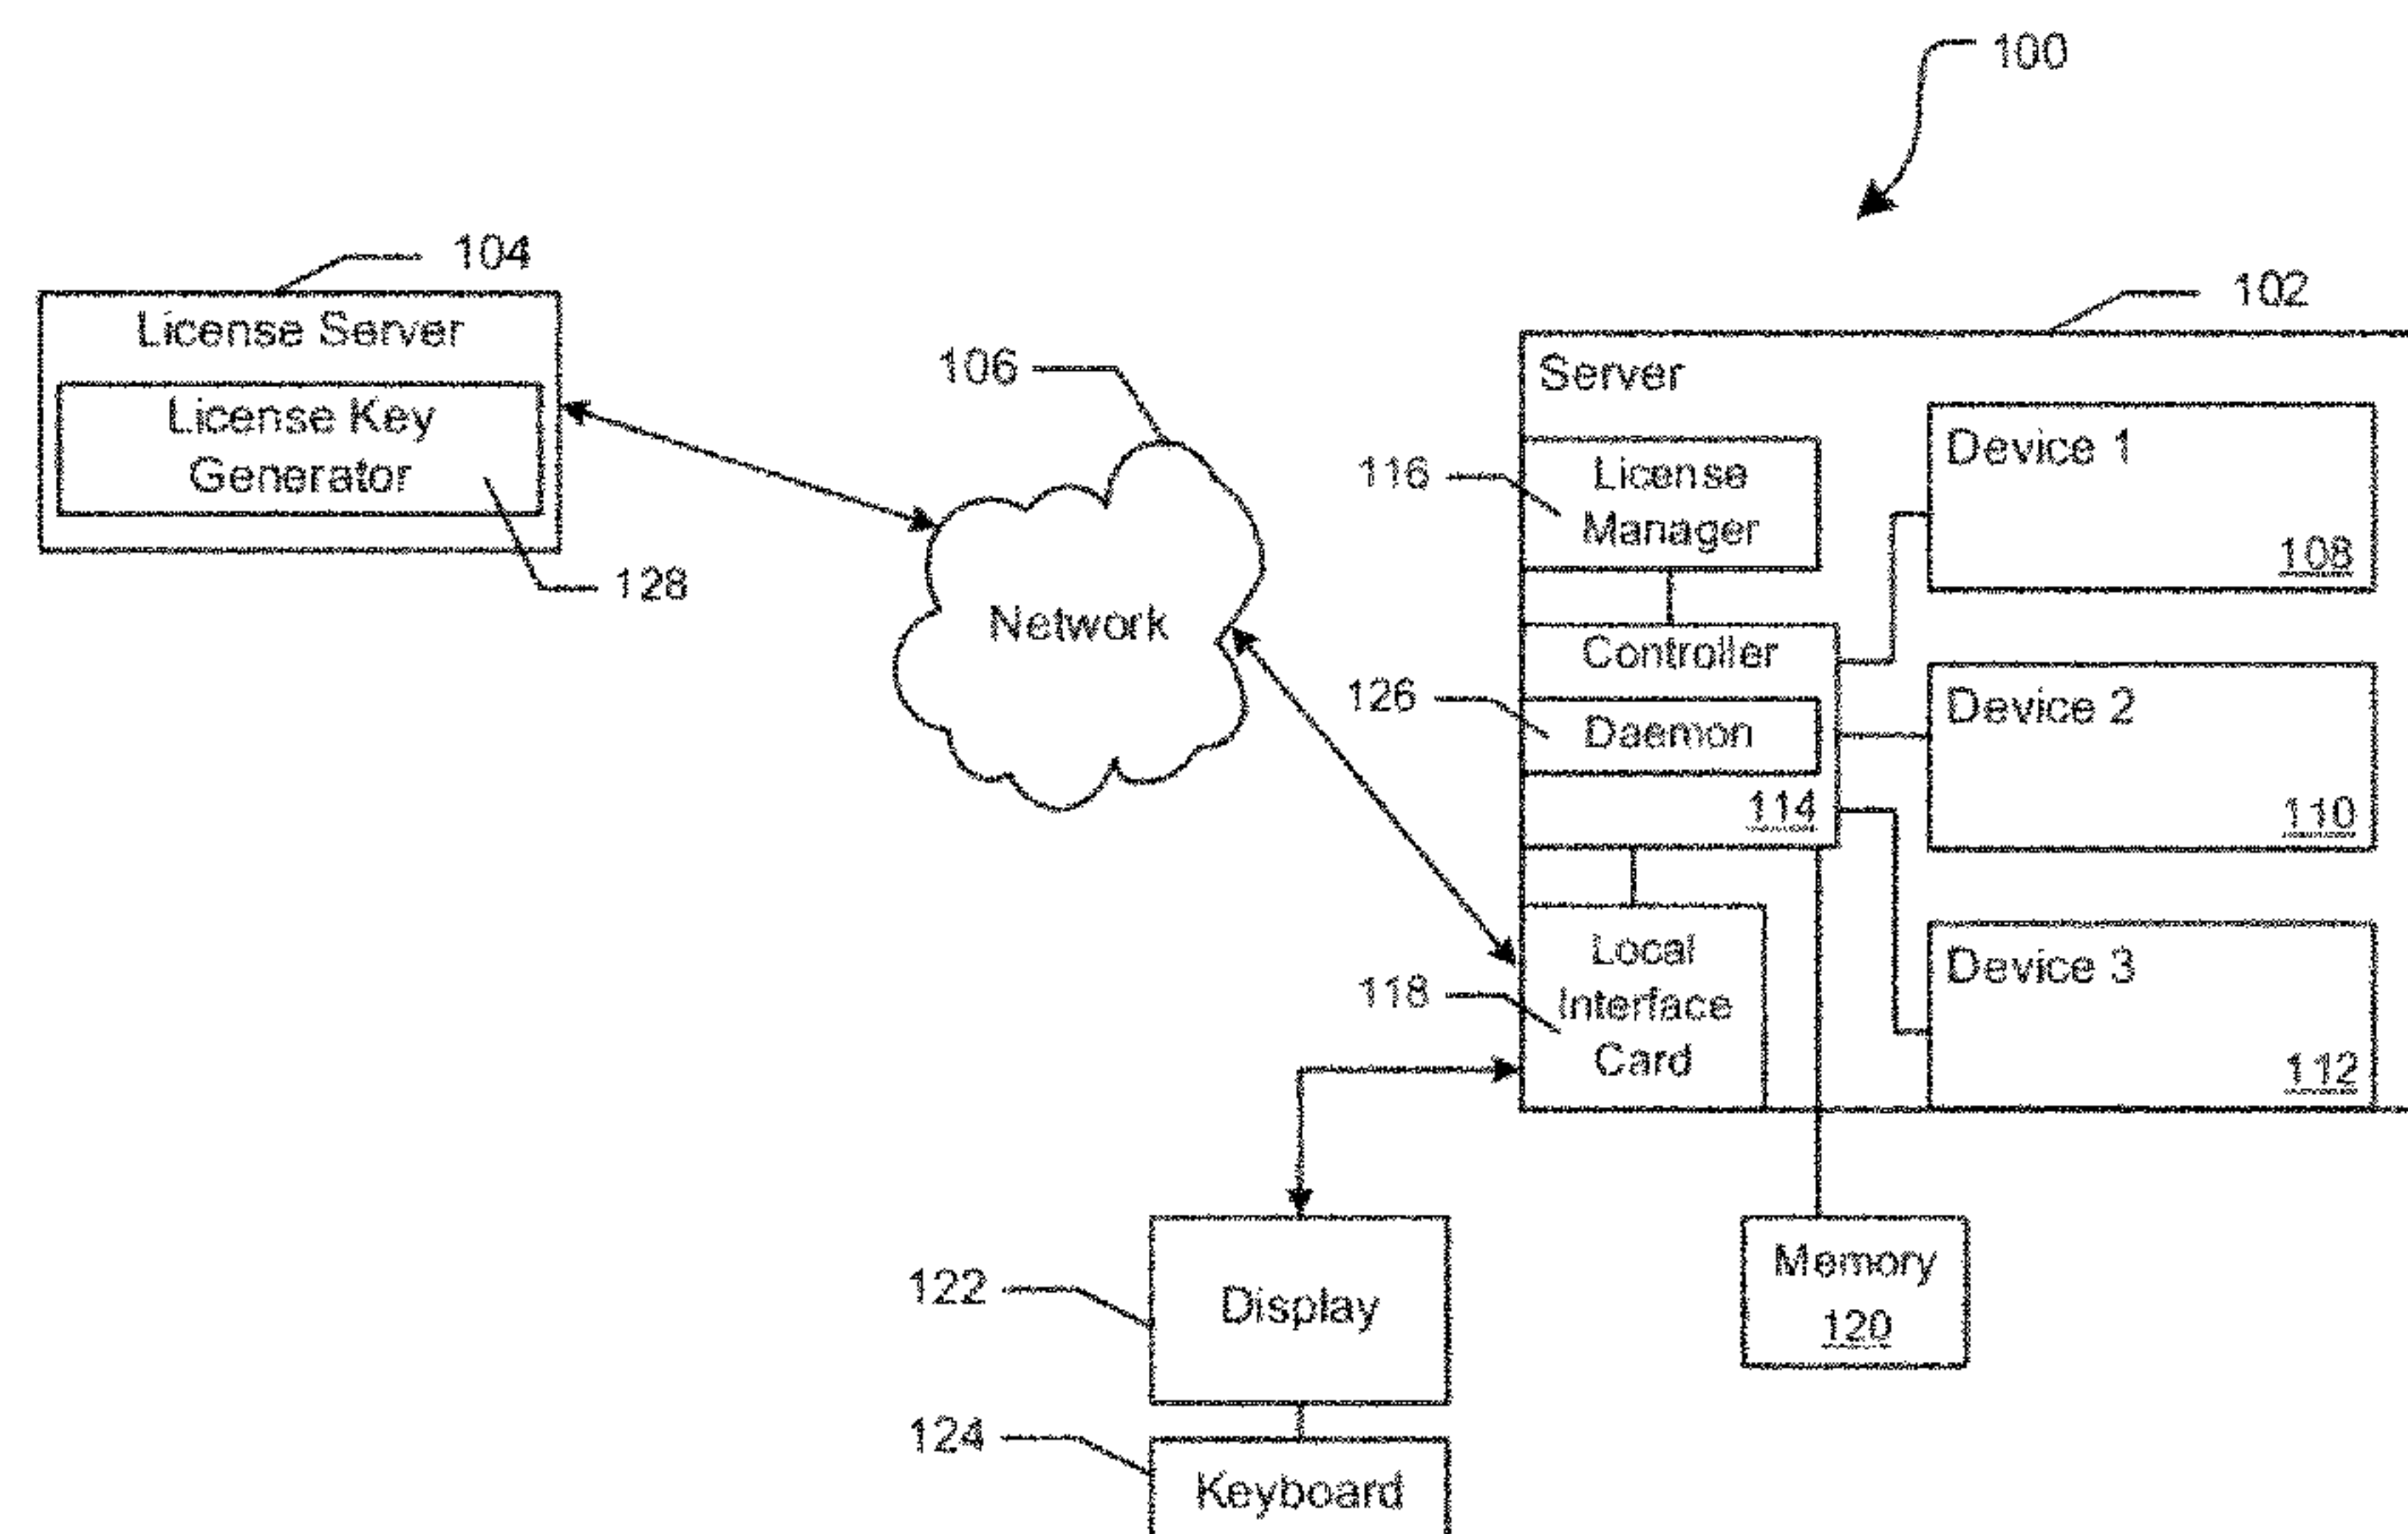 100
104
License Server
License Key
Generator
128
106
Network
102
Server
116
License
Manager
Controller
126
Daemon
114
118
Local
Interface
Card
Device 1
108
Device 2
110
Device 3
112
122
Display
Memory
120
124
Keyboard